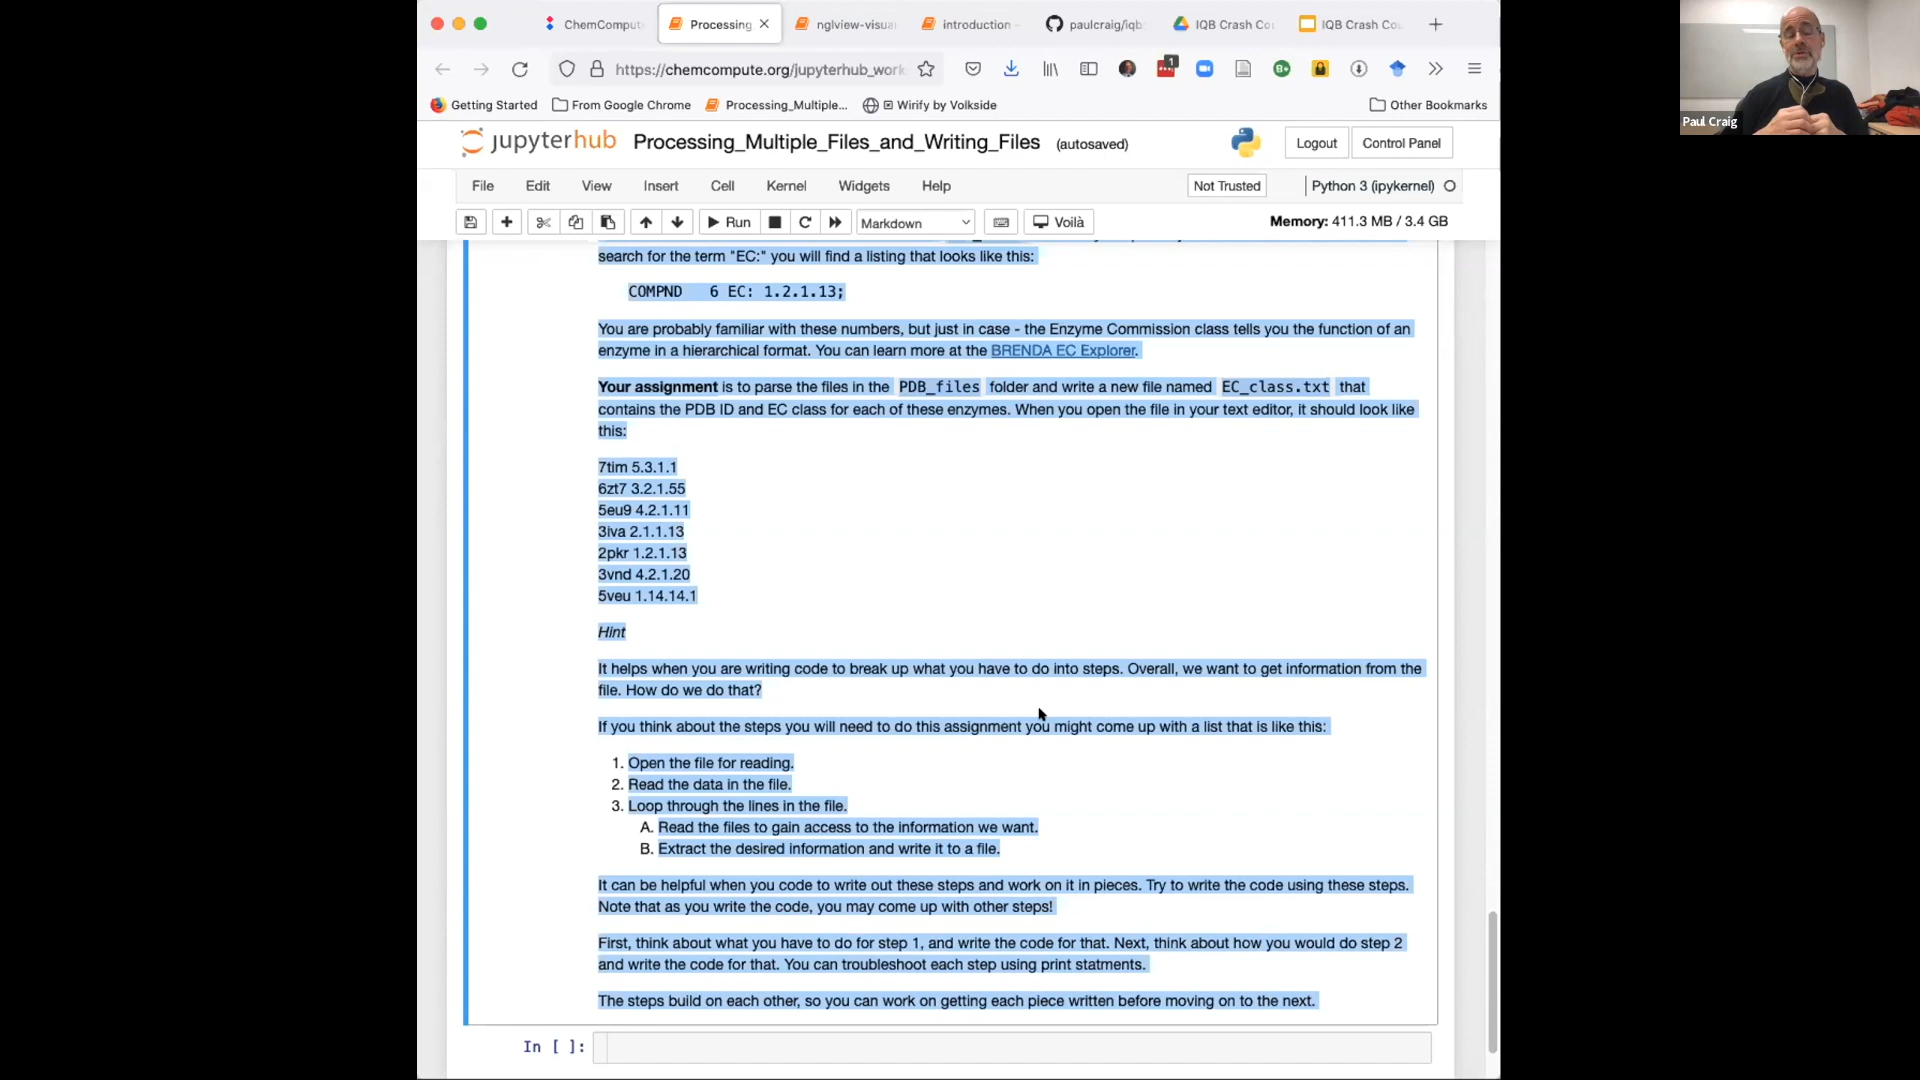 ChemCompute
Processing
nglview-visua
introduction
paulcraig/iqb
IQB Crash Cou
IQB Crash Cou
https://chemcompute.org/jupyterhub_work
1
Getting Started
From Google Chrome
Processing_Multiple...
Wirify by Volkside
Other Bookmarks
Paul Craig
jupyterhub
Processing_Multiple_Files_and_Writing_Files (autosaved)
Logout
Control Panel
File
Edit
View
Insert
Cell
Kernel
Widgets
Help
Not Trusted
Python 3 (ipykernel)
Run
Markdown
Voilà
Memory: 411.3 MB / 3.4 GB
search for the term "EC:" you will find a listing that looks like this:
COMPND 6 EC: 1.2.1.13;
You are probably familiar with these numbers, but just in case - the Enzyme Commission class tells you the function of an
enzyme in a hierarchical format. You can learn more at the BRENDA EC Explorer.
Your assignment is to parse the files in the PDB_files folder and write a new file named EC_class.txt that
contains the PDB ID and EC class for each of these enzymes. When you open the file in your text editor, it should look like
this:
7tim 5.3.1.1
6zt7 3.2.1.55
5eu9 4.2.1.11
3iva 2.1.1.13
2pkr 1.2.1.13
3vnd 4.2.1.20
5veu 1.14.14.1
Hint
It helps when you are writing code to break up what you have to do into steps. Overall, we want to get information from the
file. How do we do that?
If you think about the steps you will need to do this assignment you might come up with a list that is like this:
1. Open the file for reading.
2. Read the data in the file.
3. Loop through the lines in the file.
A. Read the files to gain access to the information we want.
B. Extract the desired information and write it to a file.
It can be helpful when you code to write out these steps and work on it in pieces. Try to write the code using these steps.
Note that as you write the code, you may come up with other steps!
First, think about what you have to do for step 1, and write the code for that. Next, think about how you would do step 2
and write the code for that. You can troubleshoot each step using print statments.
The steps build on each other, so you can work on getting each piece written before moving on to the next.
In [ ]: